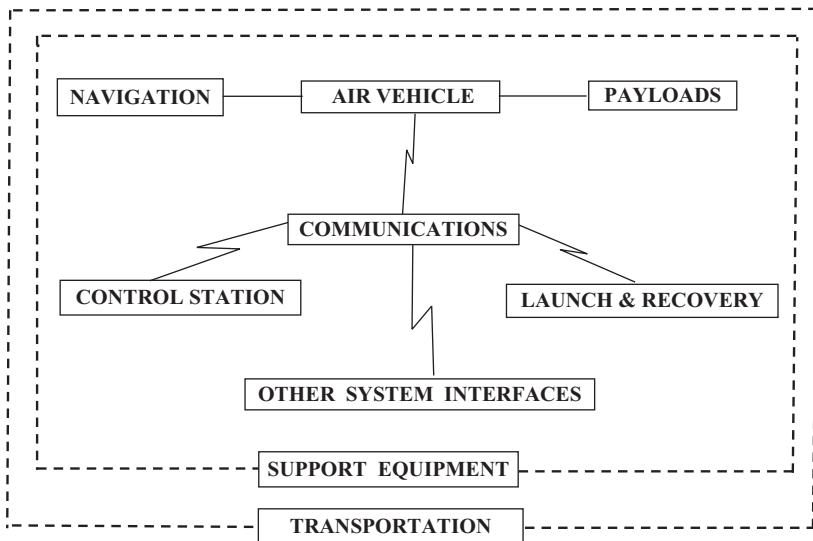 NAVIGATION
AIR VEHICLE
PAYLOADS
COMMUNICATIONS
CONTROL STATION
LAUNCH & RECOVERY
OTHER SYSTEM INTERFACES
SUPPORT EQUIPMENT
TRANSPORTATION